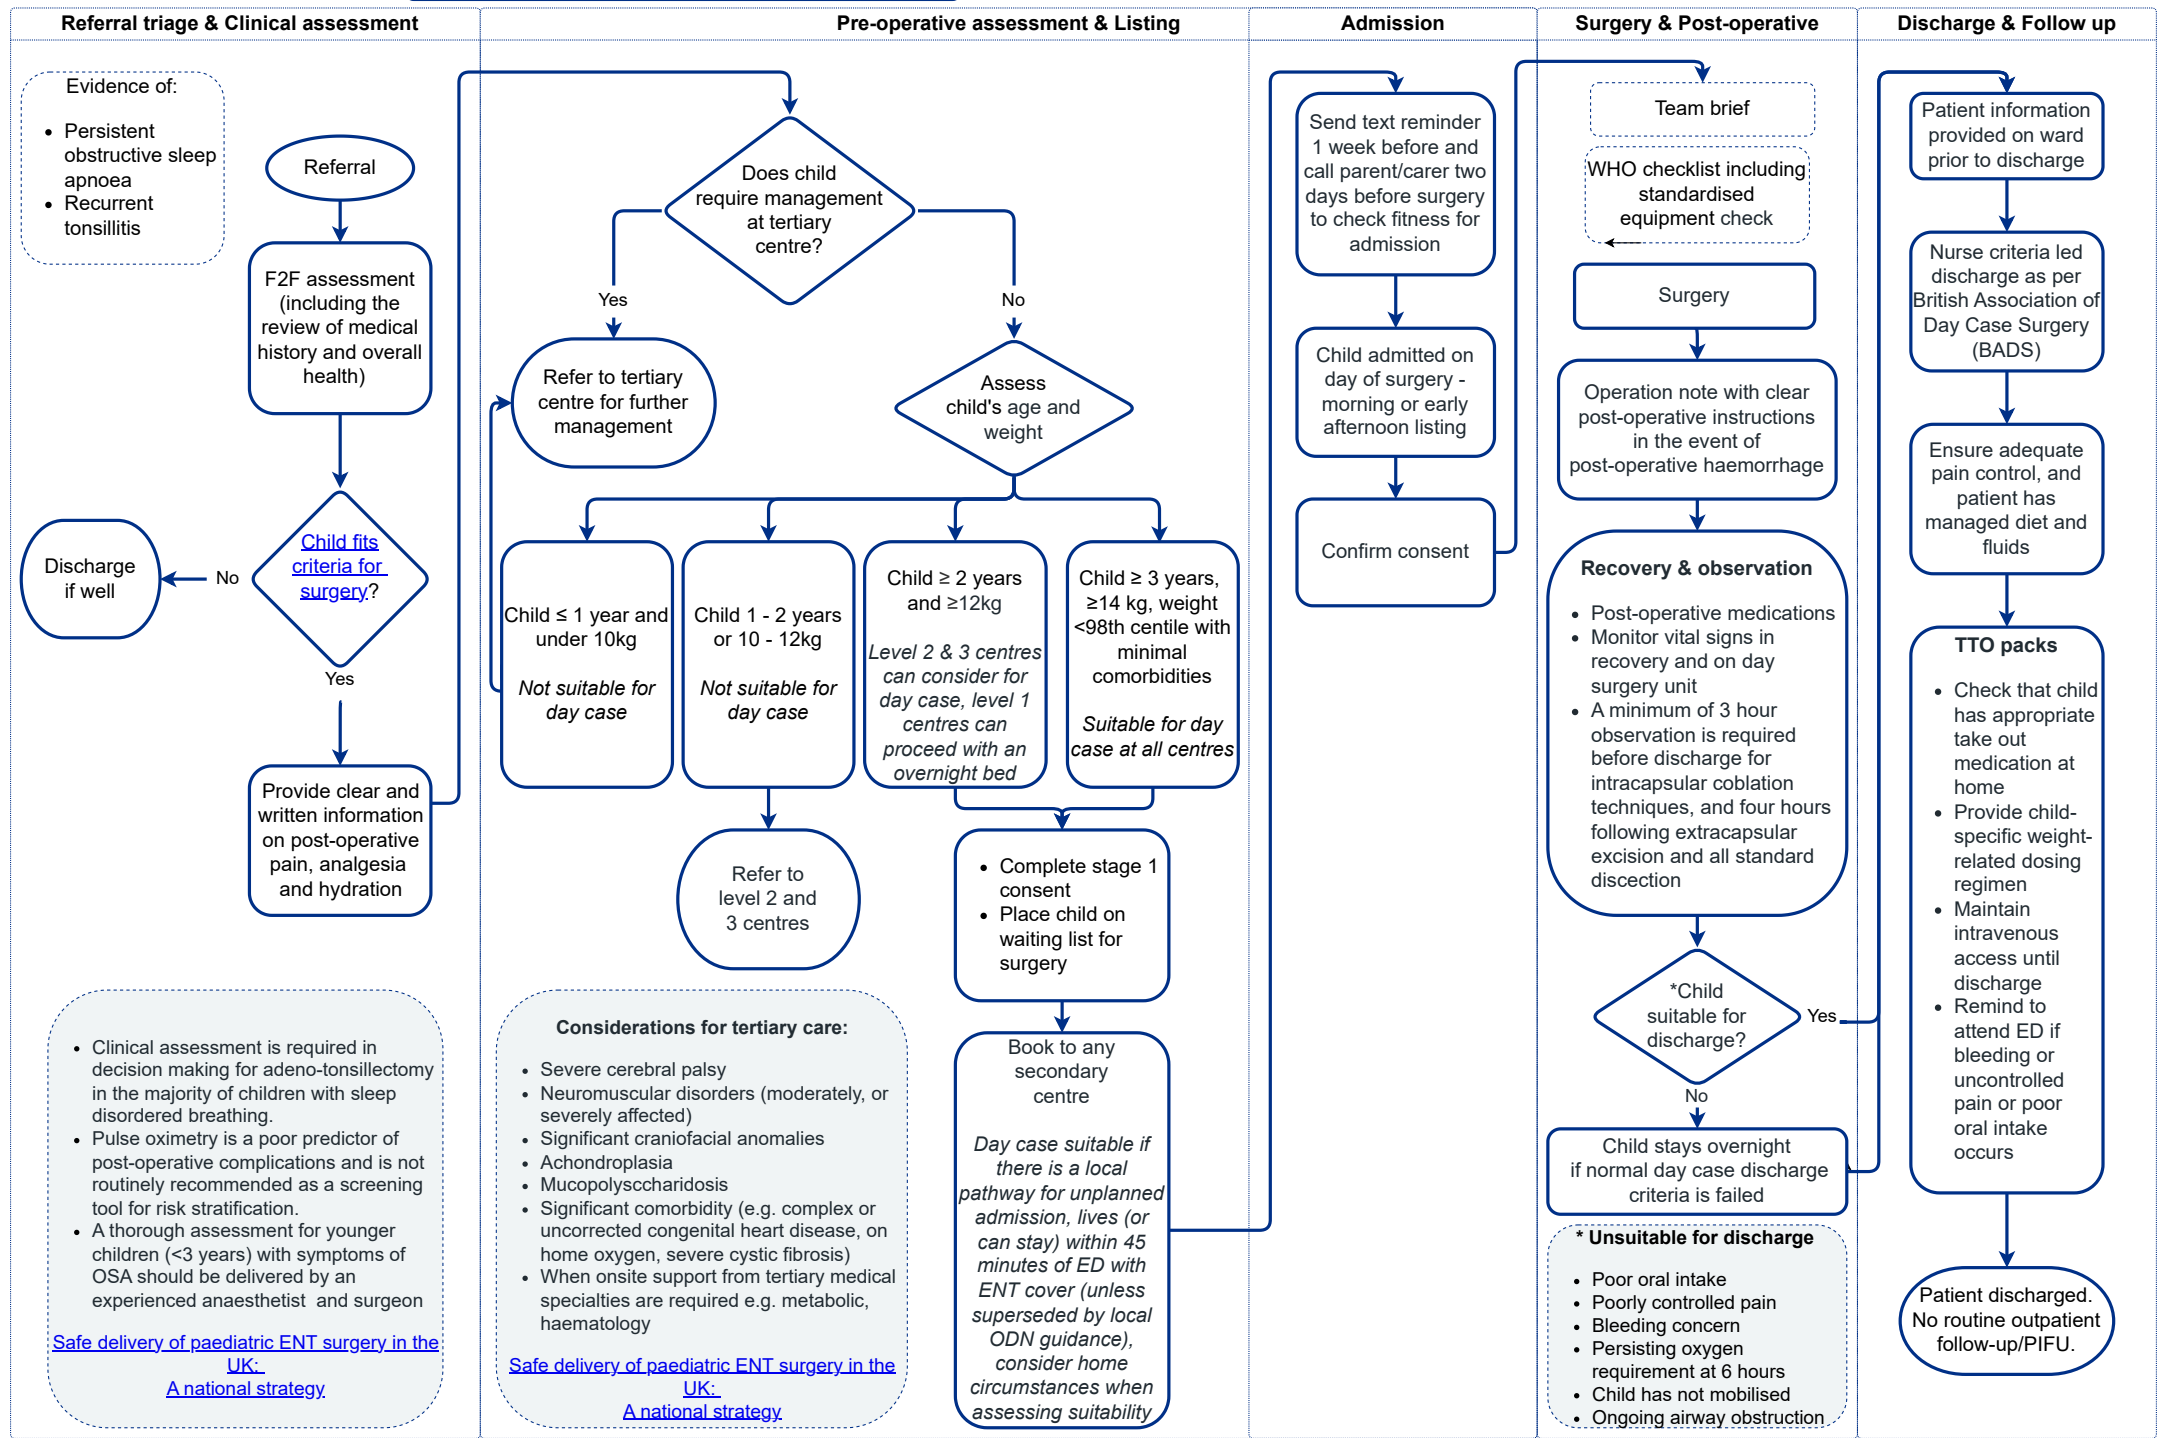 Referral triage & Clinical assessment
Evidence of:
• Persistent
obstructive sleep
apnoea
• Recurrent
tonsillitis
Referral
F2F assessment
(including the
review of medical
history and overall
health)
Child fits
criteria for
surgery?
No
Discharge
if well
Yes
Provide clear and
written information
on post-operative
pain, analgesia
and hydration
• Clinical assessment is required in
decision making for adeno-tonsillectomy
in the majority of children with sleep
disordered breathing.
• Pulse oximetry is a poor predictor of
post-operative complications and is not
routinely recommended as a screening
tool for risk stratification.
• A thorough assessment for younger
children (<3 years) with symptoms of
OSA should be delivered by an
experienced anaesthetist and surgeon
Safe delivery of paediatric ENT surgery in the
UK:
A national strategy
Pre-operative assessment & Listing
Does child
require management
at tertiary
centre?
Yes
No
Refer to tertiary
centre for further
management
Assess
child's age and
weight
Child ≤ 1 year and
under 10kg
Not suitable for
day case
Child 1 - 2 years
or 10 - 12kg
Not suitable for
day case
Child ≥ 2 years
and ≥12kg
Level 2 & 3 centres
can consider for
day case, level 1
centres can
proceed with an
overnight bed
Child ≥ 3 years,
≥14 kg, weight
<98th centile with
minimal
comorbidities
Suitable for day
case at all centres
Refer to
level 2 and
3 centres
• Complete stage 1
consent
• Place child on
waiting list for
surgery
Considerations for tertiary care:
• Severe cerebral palsy
• Neuromuscular disorders (moderately, or
severely affected)
• Significant craniofacial anomalies
• Achondroplasia
• Mucopolysccharidosis
• Significant comorbidity (e.g. complex or
uncorrected congenital heart disease, on
home oxygen, severe cystic fibrosis)
• When onsite support from tertiary medical
specialties are required e.g. metabolic,
haematology
Safe delivery of paediatric ENT surgery in the
UK:
A national strategy
Book to any
secondary
centre
Day case suitable if
there is a local
pathway for unplanned
admission, lives (or
can stay) within 45
minutes of ED with
ENT cover (unless
superseded by local
ODN guidance),
consider home
circumstances when
assessing suitability
Admission
Send text reminder
1 week before and
call parent/carer two
days before surgery
to check fitness for
admission
Child admitted on
day of surgery -
morning or early
afternoon listing
Confirm consent
Surgery & Post-operative
Team brief
WHO checklist including
standardised
equipment check
Surgery
Operation note with clear
post-operative instructions
in the event of
post-operative haemorrhage
Recovery & observation
• Post-operative medications
• Monitor vital signs in
recovery and on day
surgery unit
• A minimum of 3 hour
observation is required
before discharge for
intracapsular coblation
techniques, and four hours
following extracapsular
excision and all standard
discection
*Child
suitable for
discharge?
Yes
No
Child stays overnight
if normal day case discharge
criteria is failed
* Unsuitable for discharge
• Poor oral intake
• Poorly controlled pain
• Bleeding concern
• Persisting oxygen
requirement at 6 hours
• Child has not mobilised
• Ongoing airway obstruction
Discharge & Follow up
Patient information
provided on ward
prior to discharge
Nurse criteria led
discharge as per
British Association of
Day Case Surgery
(BADS)
Ensure adequate
pain control, and
patient has
managed diet and
fluids
TTO packs
• Check that child
has appropriate
take out
medication at
home
• Provide child-
specific weight-
related dosing
regimen
• Maintain
intravenous
access until
discharge
• Remind to
attend ED if
bleeding or
uncontrolled
pain or poor
oral intake
occurs
Patient discharged.
No routine outpatient
follow-up/PIFU.